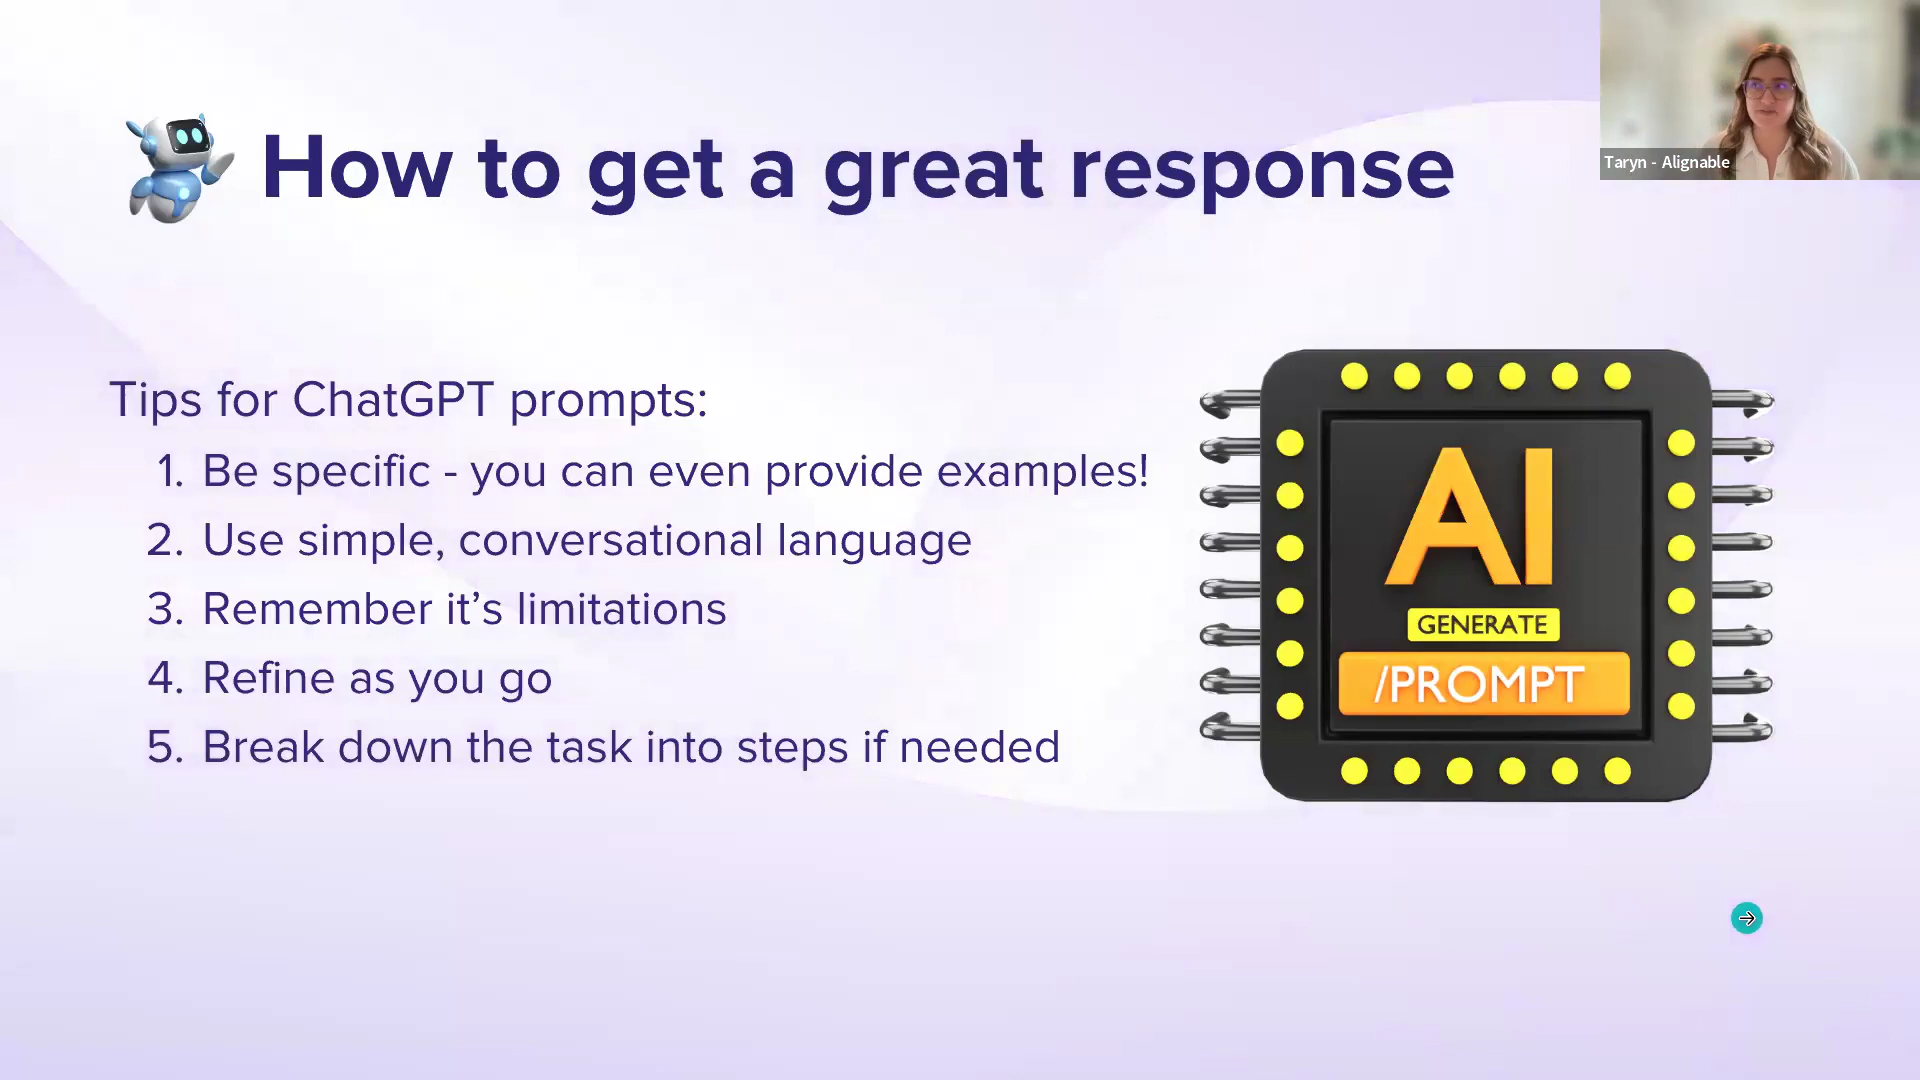 How to get a great response
Taryn - Alignable
Tips for ChatGPT prompts:
1. Be specific - you can even provide examples!
2. Use simple, conversational language
3. Remember it’s limitations
4. Refine as you go
5. Break down the task into steps if needed
AI
GENERATE
/PROMPT